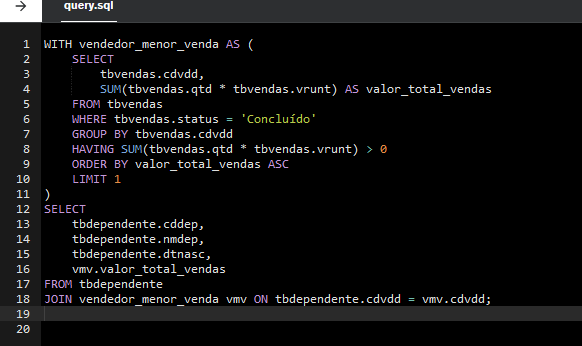 → query.sql
1 WITH vendedor_menor_venda AS (
2     SELECT
3         tbvendas.cdvdd,
4         SUM(tbvendas.qtd * tbvendas.vrunt) AS valor_total_vendas
5     FROM tbvendas
6     WHERE tbvendas.status = 'Concluído'
7     GROUP BY tbvendas.cdvdd
8     HAVING SUM(tbvendas.qtd * tbvendas.vrunt) > 0
9     ORDER BY valor_total_vendas ASC
10     LIMIT 1
11 )
12 SELECT
13     tbdependente.cddep,
14     tbdependente.nmdep,
15     tbdependente.dtnasc,
16     vmv.valor_total_vendas
17 FROM tbdependente
18 JOIN vendedor_menor_venda vmv ON tbdependente.cdvdd = vmv.cdvdd;
19
20